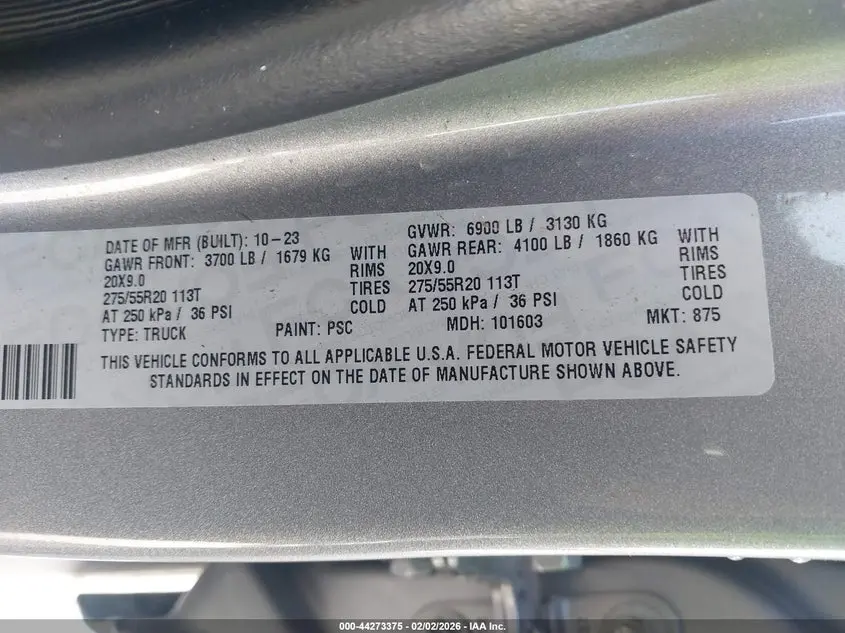 DATE OF MFR (BUILT): 10-23
GAWR FRONT: 3700 LB / 1679 KG WITH
20X9.0 RIMS
275/55R20 113T TIRES
AT 250 kPa / 36 PSI COLD
GVWR: 6900 LB / 3130 KG
GAWR REAR: 4100 LB / 1860 KG WITH
20X9.0 RIMS
275/55R20 113T TIRES
AT 250 kPa / 36 PSI COLD
TYPE: TRUCK PAINT: PSC MDH: 101603 MKT: 875
THIS VEHICLE CONFORMS TO ALL APPLICABLE U.S.A. FEDERAL MOTOR VEHICLE SAFETY
STANDARDS IN EFFECT ON THE DATE OF MANUFACTURE SHOWN ABOVE.
000-44273375 - 02/02/2026 - IAA Inc.